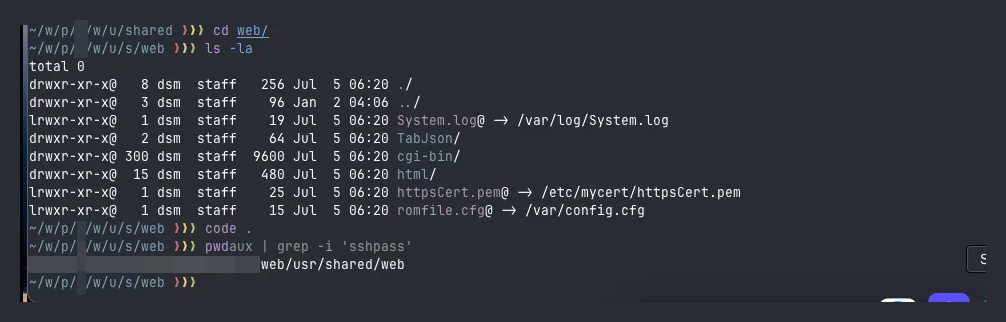 ~/w/p/ /w/u/shared ❯❯❯ cd web/
~/w/p/ /w/u/s/web ❯❯❯ ls -la
total 0
drwxr-xr-x@   8 dsm  staff   256 Jul  5 06:20 ./
drwxr-xr-x@   3 dsm  staff    96 Jan  2 04:06 ../
lrwxr-xr-x@   1 dsm  staff    19 Jul  5 06:20 System.log@ -> /var/log/System.log
drwxr-xr-x@   2 dsm  staff    64 Jul  5 06:20 TabJson/
drwxr-xr-x@ 300 dsm  staff  9600 Jul  5 06:20 cgi-bin/
drwxr-xr-x@  15 dsm  staff   480 Jul  5 06:20 html/
lrwxr-xr-x@   1 dsm  staff    25 Jul  5 06:20 httpsCert.pem@ -> /etc/mycert/httpsCert.pem
lrwxr-xr-x@   1 dsm  staff    15 Jul  5 06:20 romfile.cfg@ -> /var/config.cfg
~/w/p/ /w/u/s/web ❯❯❯ code .
~/w/p/ /w/u/s/web ❯❯❯ pwdaux | grep -i 'sshpass'
web/usr/shared/web
~/w/p/ /w/u/s/web ❯❯❯